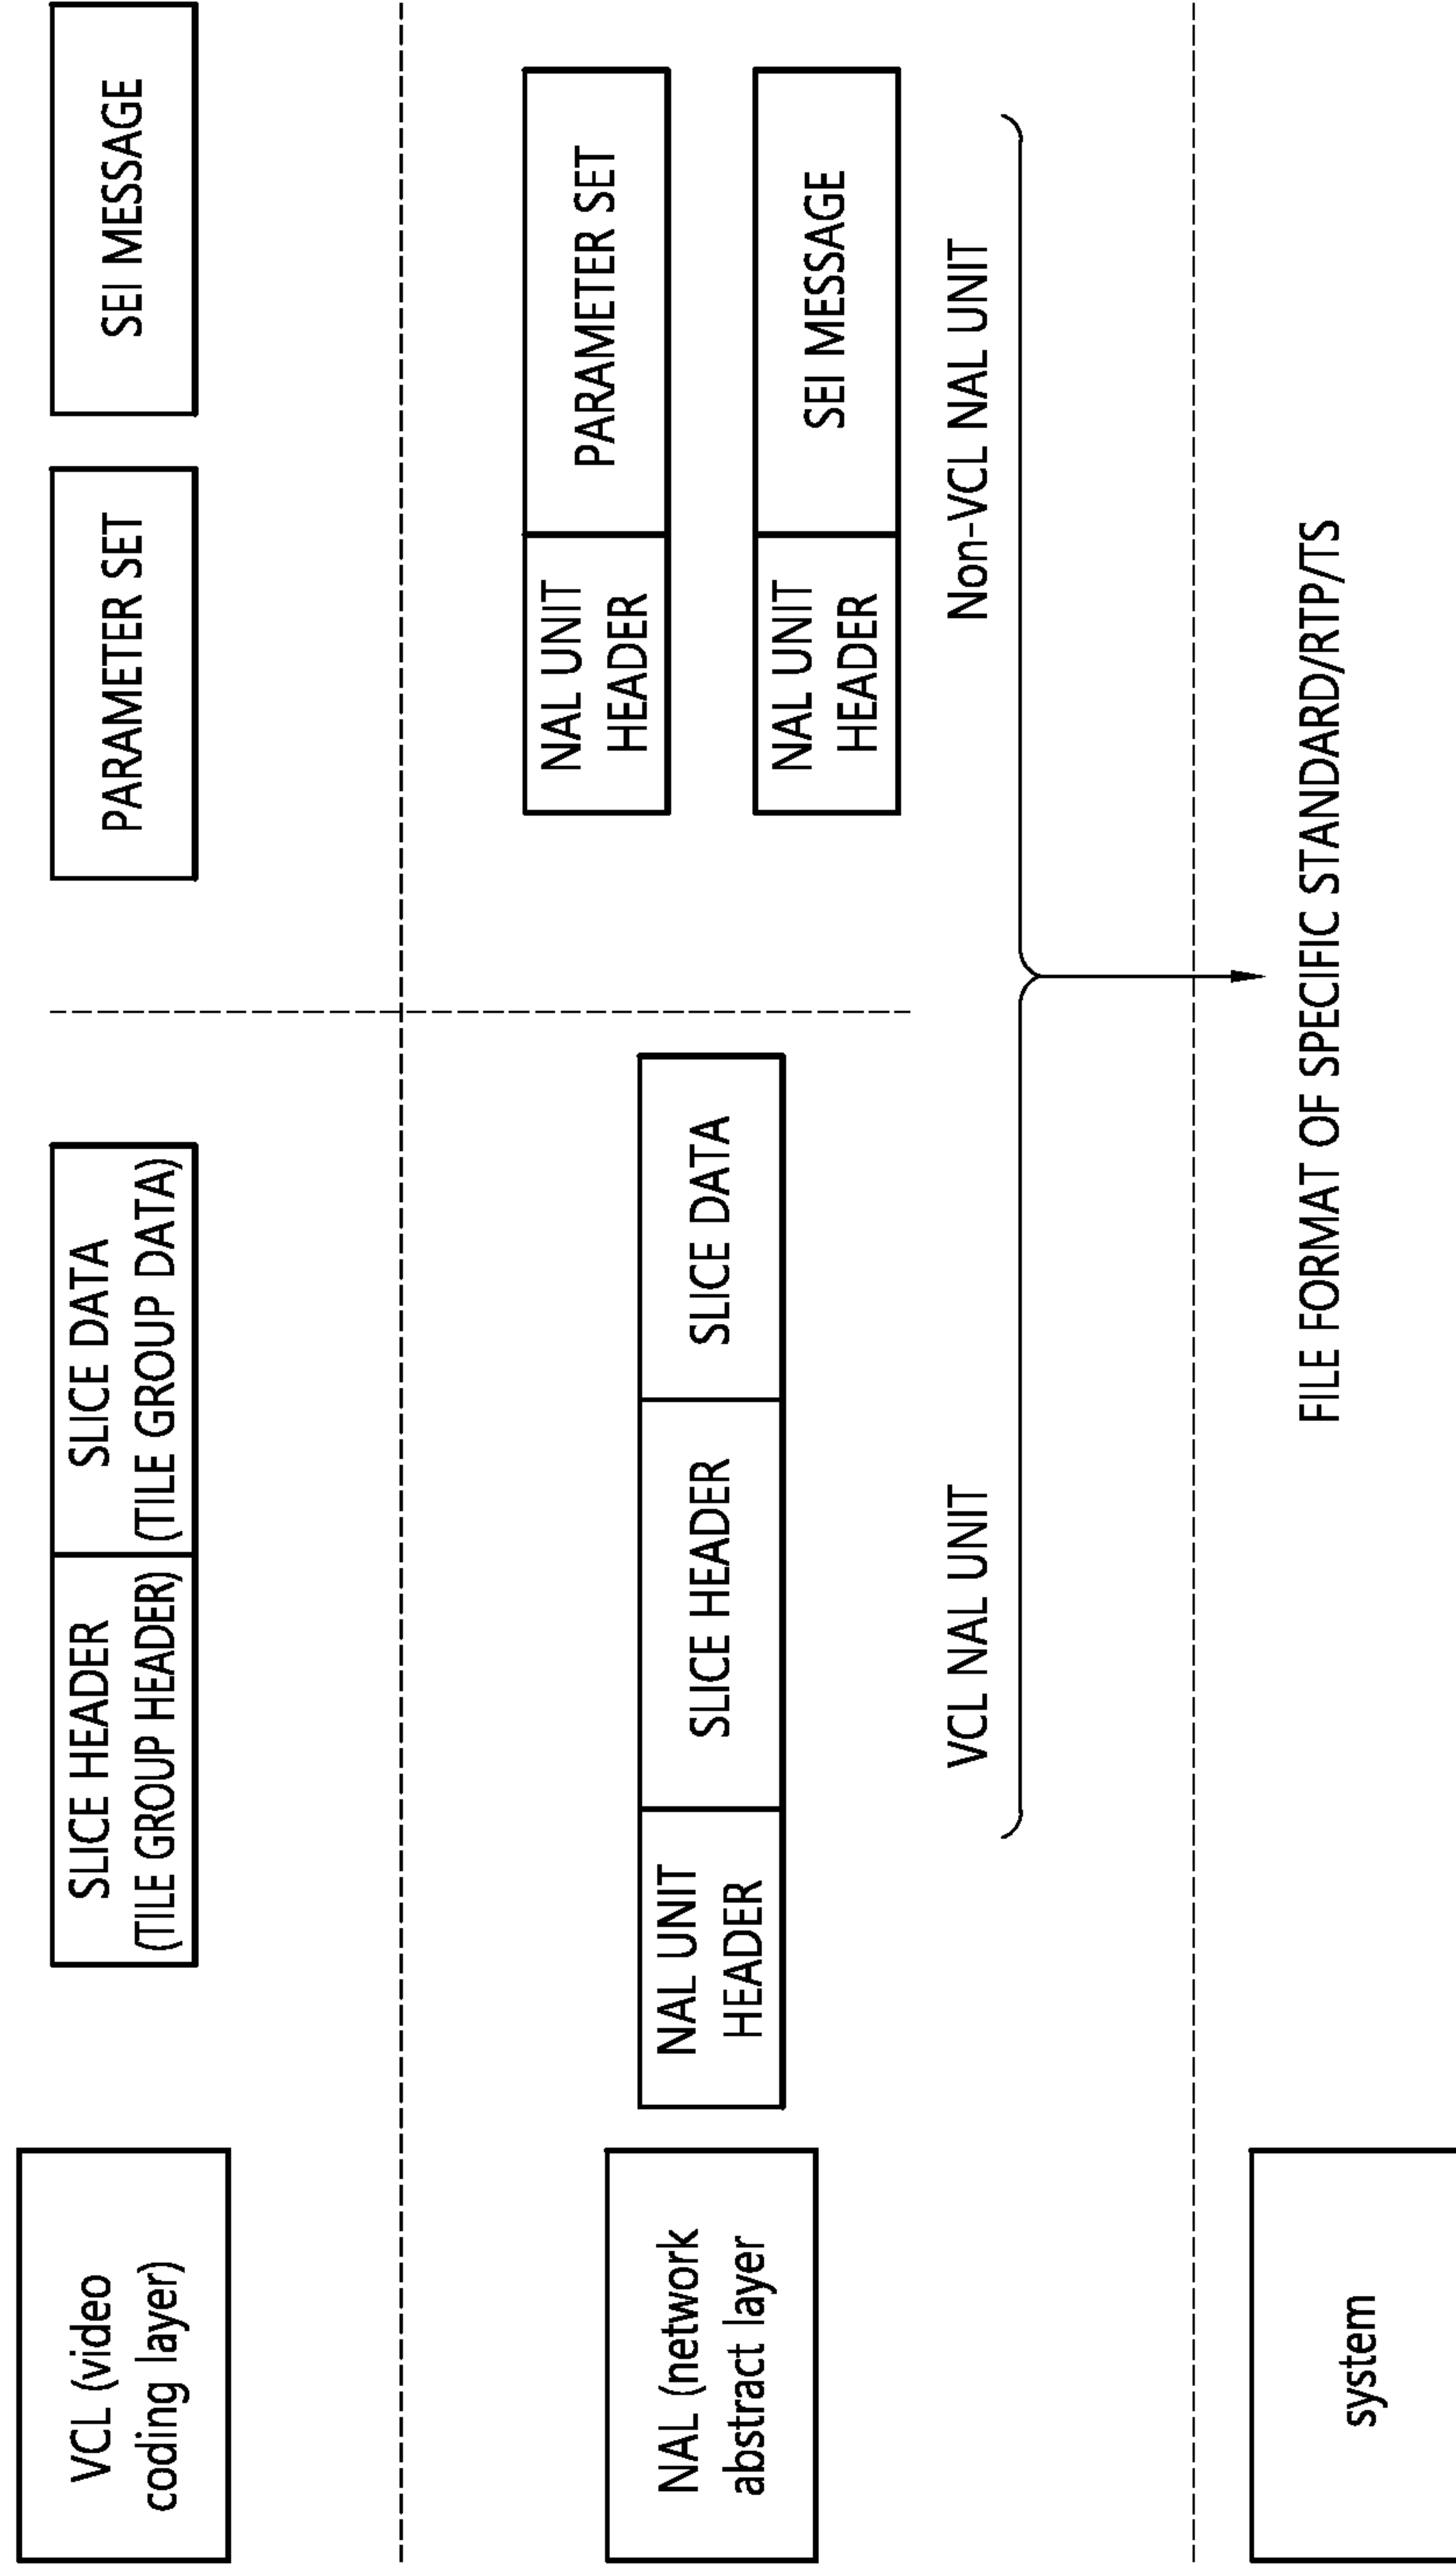 VCL (video
coding layer)
SLICE HEADER
(TILE GROUP HEADER)
SLICE DATA
(TILE GROUP DATA)
PARAMETER SET
SEI MESSAGE
NAL (network
abstract layer
NAL UNIT
HEADER
SLICE HEADER
SLICE DATA
NAL UNIT
HEADER
PARAMETER SET
NAL UNIT
HEADER
SEI MESSAGE
VCL NAL UNIT
Non-VCL NAL UNIT
system
FILE FORMAT OF SPECIFIC STANDARD/RTP/TS